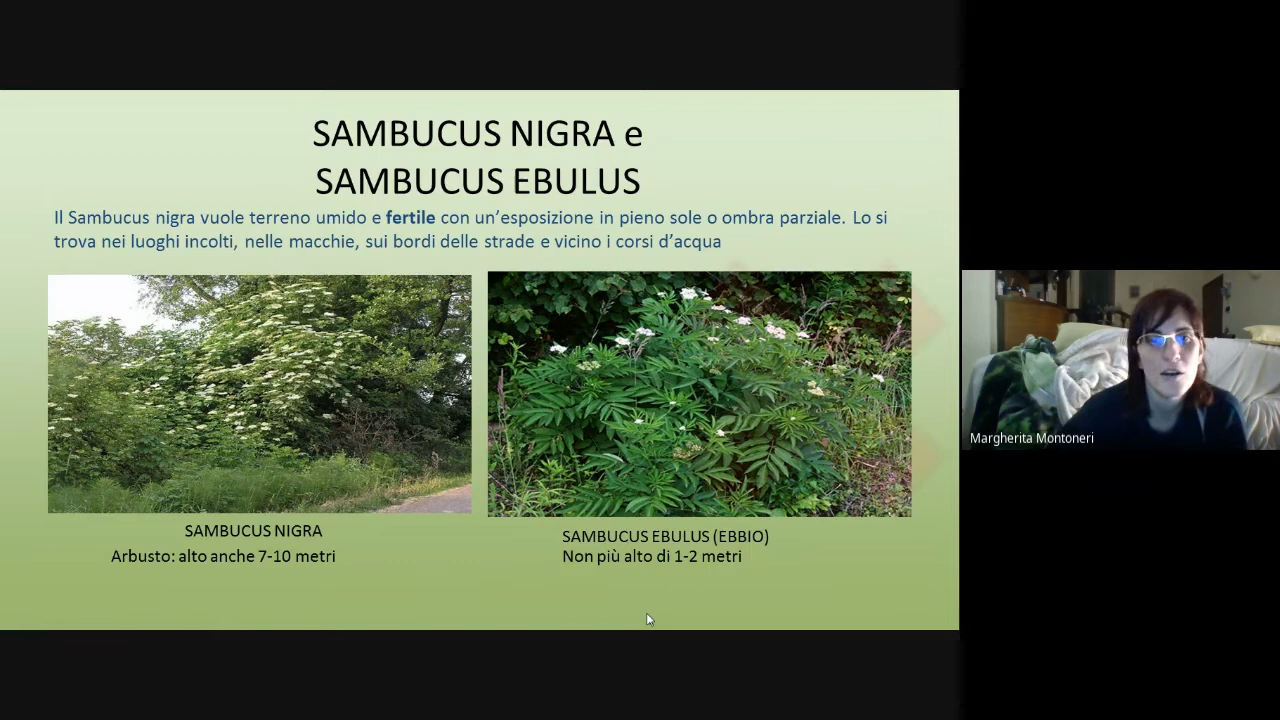 SAMBUCUS NIGRA e
SAMBUCUS EBULUS
Il Sambucus nigra vuole terreno umido e fertile con un’esposizione in pieno sole o ombra parziale. Lo si
trova nei luoghi incolti, nelle macchie, sui bordi delle strade e vicino i corsi d’acqua
SAMBUCUS NIGRA
Arbusto: alto anche 7-10 metri
SAMBUCUS EBULUS (EBBIO)
Non più alto di 1-2 metri
Margherita Montoneri